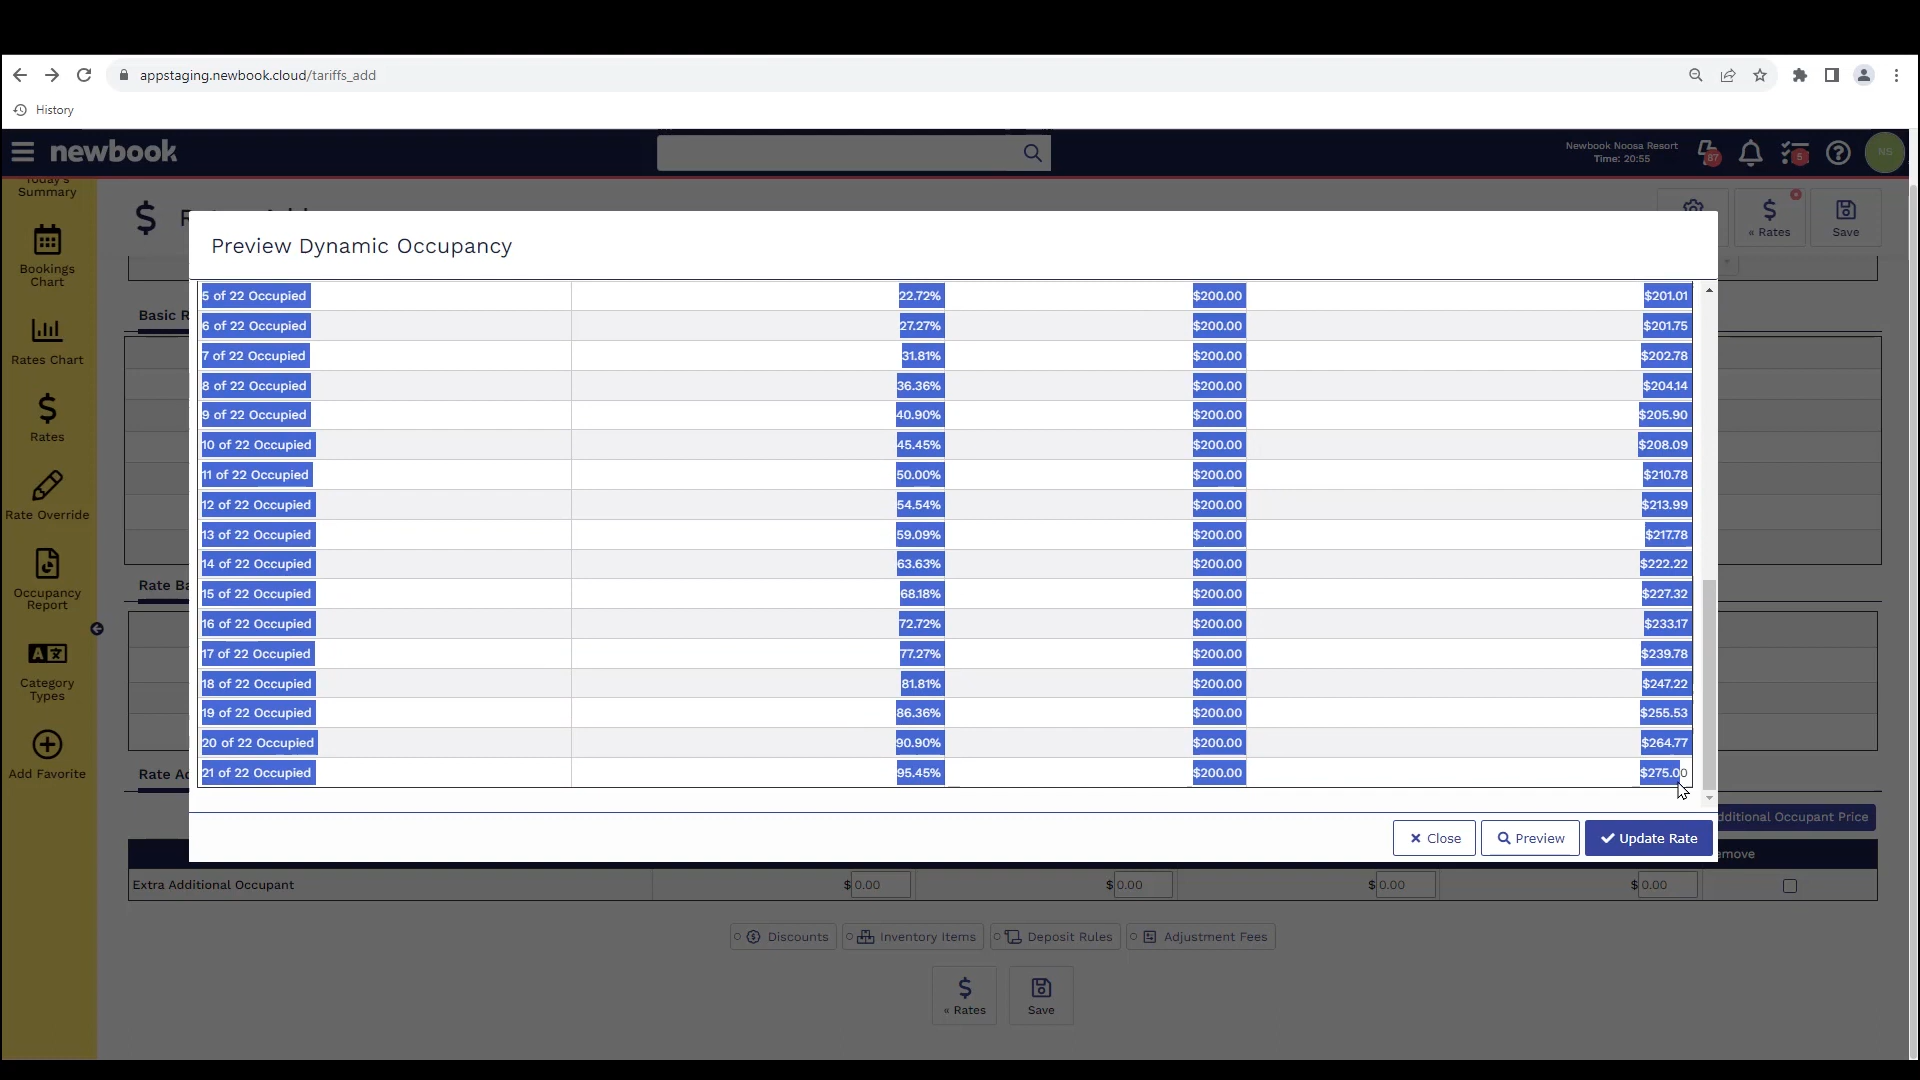 appstaging.newbook.cloud/tariffs_add
History
newbook
Newbook Noosa Resort
Time: 20:55
87
5
NS
Today's
Summary
Bookings
Chart
Rates Chart
Rates
Rate Override
Occupancy
Report
Category
Types
Add Favorite
« Rates
Save
Preview Dynamic Occupancy
Basic R
Rate Ba
Rate Ad
5 of 22 Occupied 22.72% $200.00 $201.01
6 of 22 Occupied 27.27% $200.00 $201.75
7 of 22 Occupied 31.81% $200.00 $202.78
8 of 22 Occupied 36.36% $200.00 $204.14
9 of 22 Occupied 40.90% $200.00 $205.90
10 of 22 Occupied 45.45% $200.00 $208.09
11 of 22 Occupied 50.00% $200.00 $210.78
12 of 22 Occupied 54.54% $200.00 $213.99
13 of 22 Occupied 59.09% $200.00 $217.78
14 of 22 Occupied 63.63% $200.00 $222.22
15 of 22 Occupied 68.18% $200.00 $227.32
16 of 22 Occupied 72.72% $200.00 $233.17
17 of 22 Occupied 77.27% $200.00 $239.78
18 of 22 Occupied 81.81% $200.00 $247.22
19 of 22 Occupied 86.36% $200.00 $255.53
20 of 22 Occupied 90.90% $200.00 $264.77
21 of 22 Occupied 95.45% $200.00 $275.00
Close
Preview
Update Rate
dditional Occupant Price
emove
Extra Additional Occupant $ 0.00 $ 0.00 $ 0.00 $ 0.00
Discounts
Inventory Items
Deposit Rules
Adjustment Fees
« Rates
Save